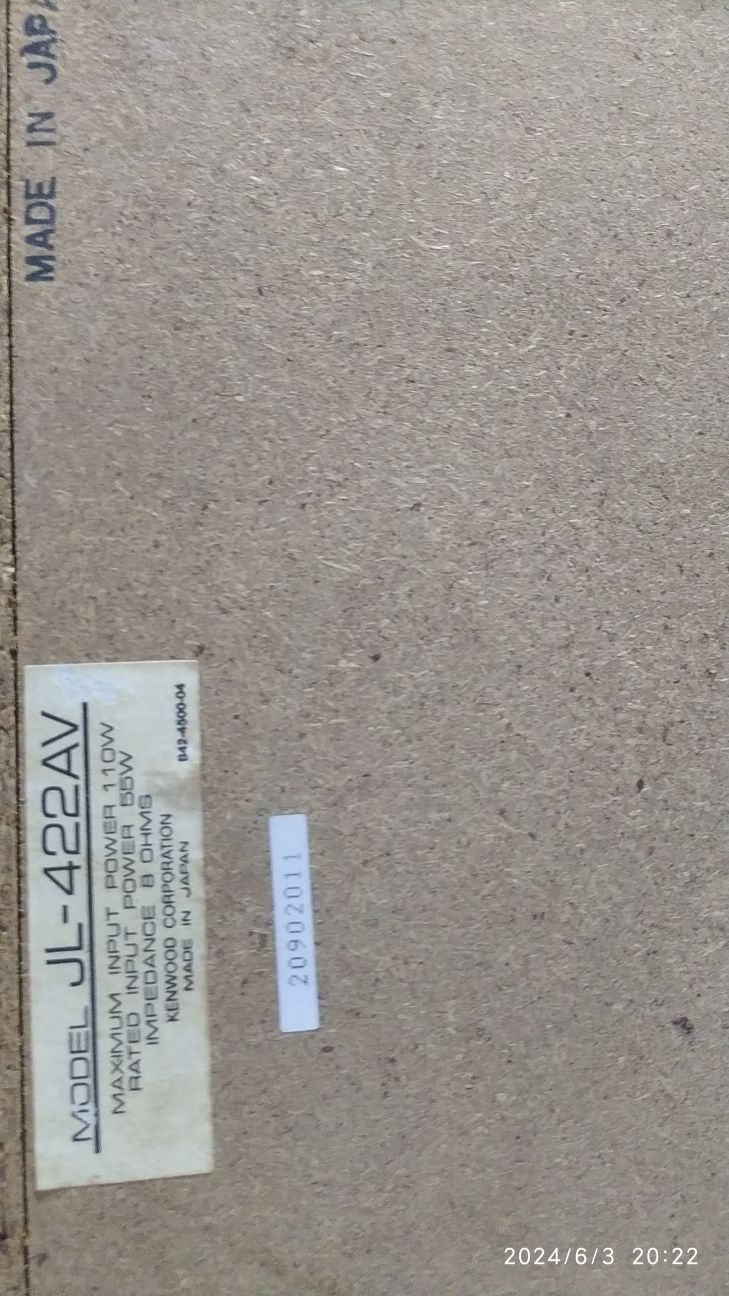 MADE IN JAPA
MODEL JL-422AV
MAXIMUM INPUT POWER 110W
RATED INPUT POWER 55W
IMPEDANCE 8 OHMS
KENWOOD CORPORATION
MADE IN JAPAN
B42-4500-04
20902011
2024/6/3 20:22